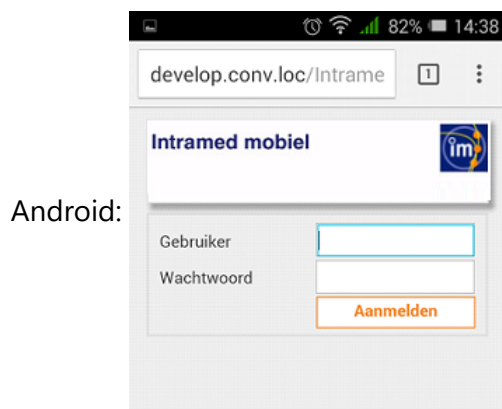 82% 14:38
develop.conv.loc/Intrame 1
Intramed mobiel
im
Android:
Gebruiker
Wachtwoord
Aanmelden